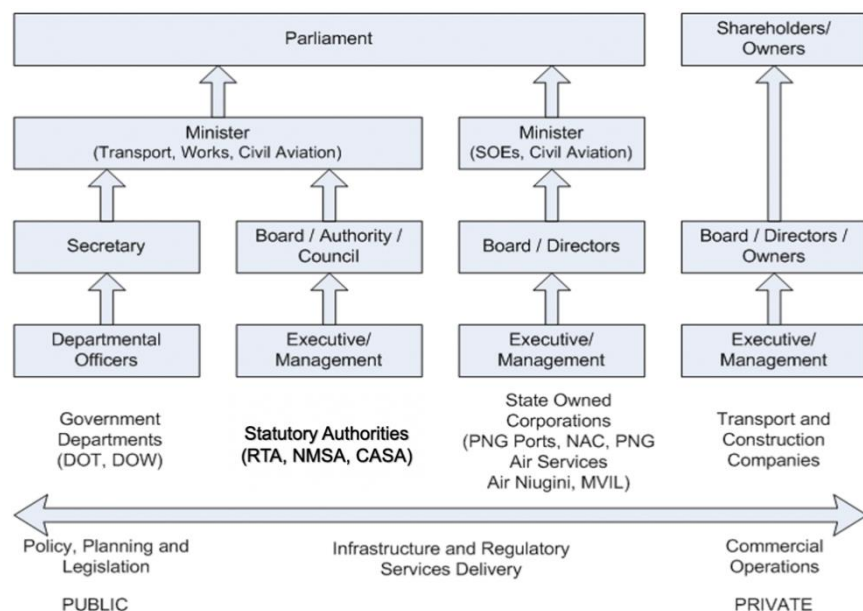 Parliament
Shareholders/
Owners
Minister
(Transport, Works, Civil Aviation)
Minister
(SOEs, Civil Aviation)
Secretary
Board / Authority /
Council
Board / Directors
Board / Directors /
Owners
Departmental
Officers
Executive/
Management
Executive/
Management
Executive/
Management
Government
Departments
(DOT, DOW)
Statutory Authorities
(RTA, NMSA, CASA)
State Owned
Corporations
(PNG Ports, NAC, PNG
Air Services
Air Niugini, MVIL)
Transport and
Construction
Companies
Policy, Planning and
Legislation
Infrastructure and Regulatory
Services Delivery
Commercial
Operations
PUBLIC
PRIVATE